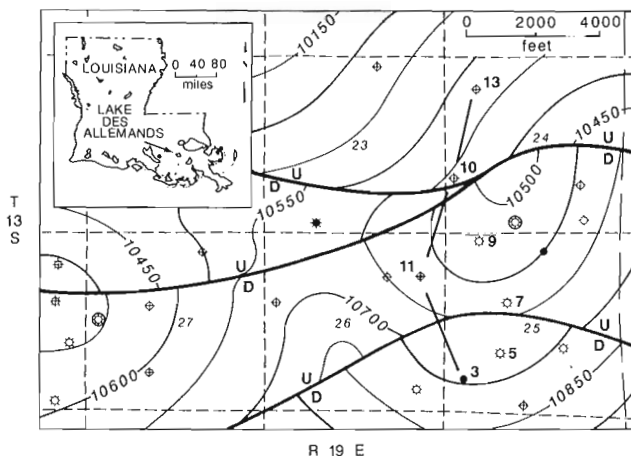 LOUISIANA
0 40 80
miles
LAKE
DES
ALLEMANDS
0 2000 4000
feet
10150
13
23
24
10450
U
D
U
D
10
10500
10550
T
13
S
9
11
10450
U
D
7
10700
27
26
25
U
D
5
3
U
D
10600
10850
R 19 E